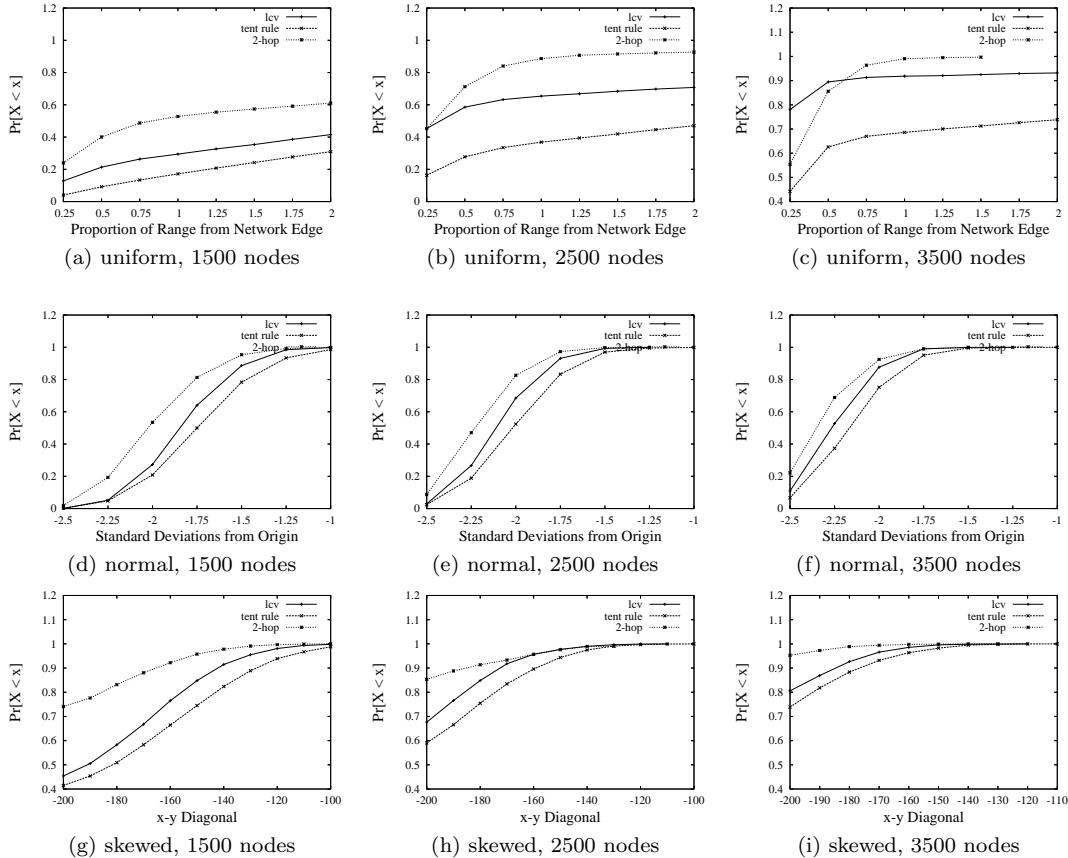 1.2
1
0.8
0.6
0.4
0.2
0
Pr[X < x]
lcv
tent rule
2-hop
0.25 0.5 0.75 1 1.25 1.5 1.75 2
Proportion of Range from Network Edge
(a) uniform, 1500 nodes
1.2
1
0.8
0.6
0.4
0.2
0
Pr[X < x]
lcv
tent rule
2-hop
0.25 0.5 0.75 1 1.25 1.5 1.75 2
Proportion of Range from Network Edge
(b) uniform, 2500 nodes
1.2
1.1
1
0.9
0.8
0.7
0.6
0.5
0.4
Pr[X < x]
lcv
tent rule
2-hop
0.25 0.5 0.75 1 1.25 1.5 1.75 2
Proportion of Range from Network Edge
(c) uniform, 3500 nodes
1.2
1
0.8
0.6
0.4
0.2
0
Pr[X < x]
lcv
tent rule
2-hop
-2.5 -2.25 -2 -1.75 -1.5 -1.25 -1
Standard Deviations from Origin
(d) normal, 1500 nodes
1.2
1
0.8
0.6
0.4
0.2
0
Pr[X < x]
lcv
tent rule
2-hop
-2.5 -2.25 -2 -1.75 -1.5 -1.25 -1
Standard Deviations from Origin
(e) normal, 2500 nodes
1.2
1
0.8
0.6
0.4
0.2
0
Pr[X < x]
lcv
tent rule
2-hop
-2.5 -2.25 -2 -1.75 -1.5 -1.25 -1
Standard Deviations from Origin
(f) normal, 3500 nodes
1.2
1.1
1
0.9
0.8
0.7
0.6
0.5
0.4
Pr[X < x]
lcv
tent rule
2-hop
-200 -180 -160 -140 -120 -100
x-y Diagonal
(g) skewed, 1500 nodes
1.2
1.1
1
0.9
0.8
0.7
0.6
0.5
0.4
Pr[X < x]
lcv
tent rule
2-hop
-200 -180 -160 -140 -120 -100
x-y Diagonal
(h) skewed, 2500 nodes
1.2
1.1
1
0.9
0.8
0.7
0.6
0.5
0.4
Pr[X < x]
lcv
tent rule
2-hop
-200 -190 -180 -170 -160 -150 -140 -130 -120 -110
x-y Diagonal
(i) skewed, 3500 nodes